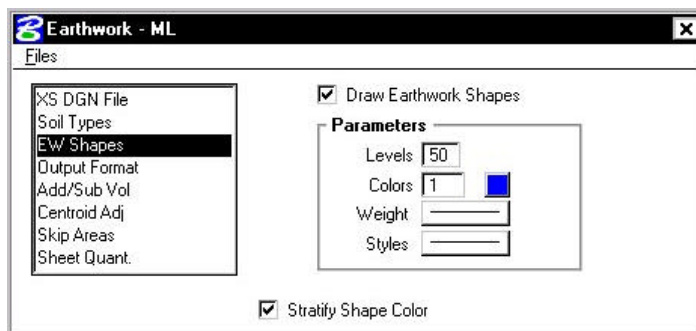 Earthwork - ML
Files
XS DGN File
Soil Types
EW Shapes
Output Format
Add/Sub Vol
Centroid Adj
Skip Areas
Sheet Quant.
Draw Earthwork Shapes
Parameters
Levels 50
Colors 1
Weight
Styles
Stratify Shape Color